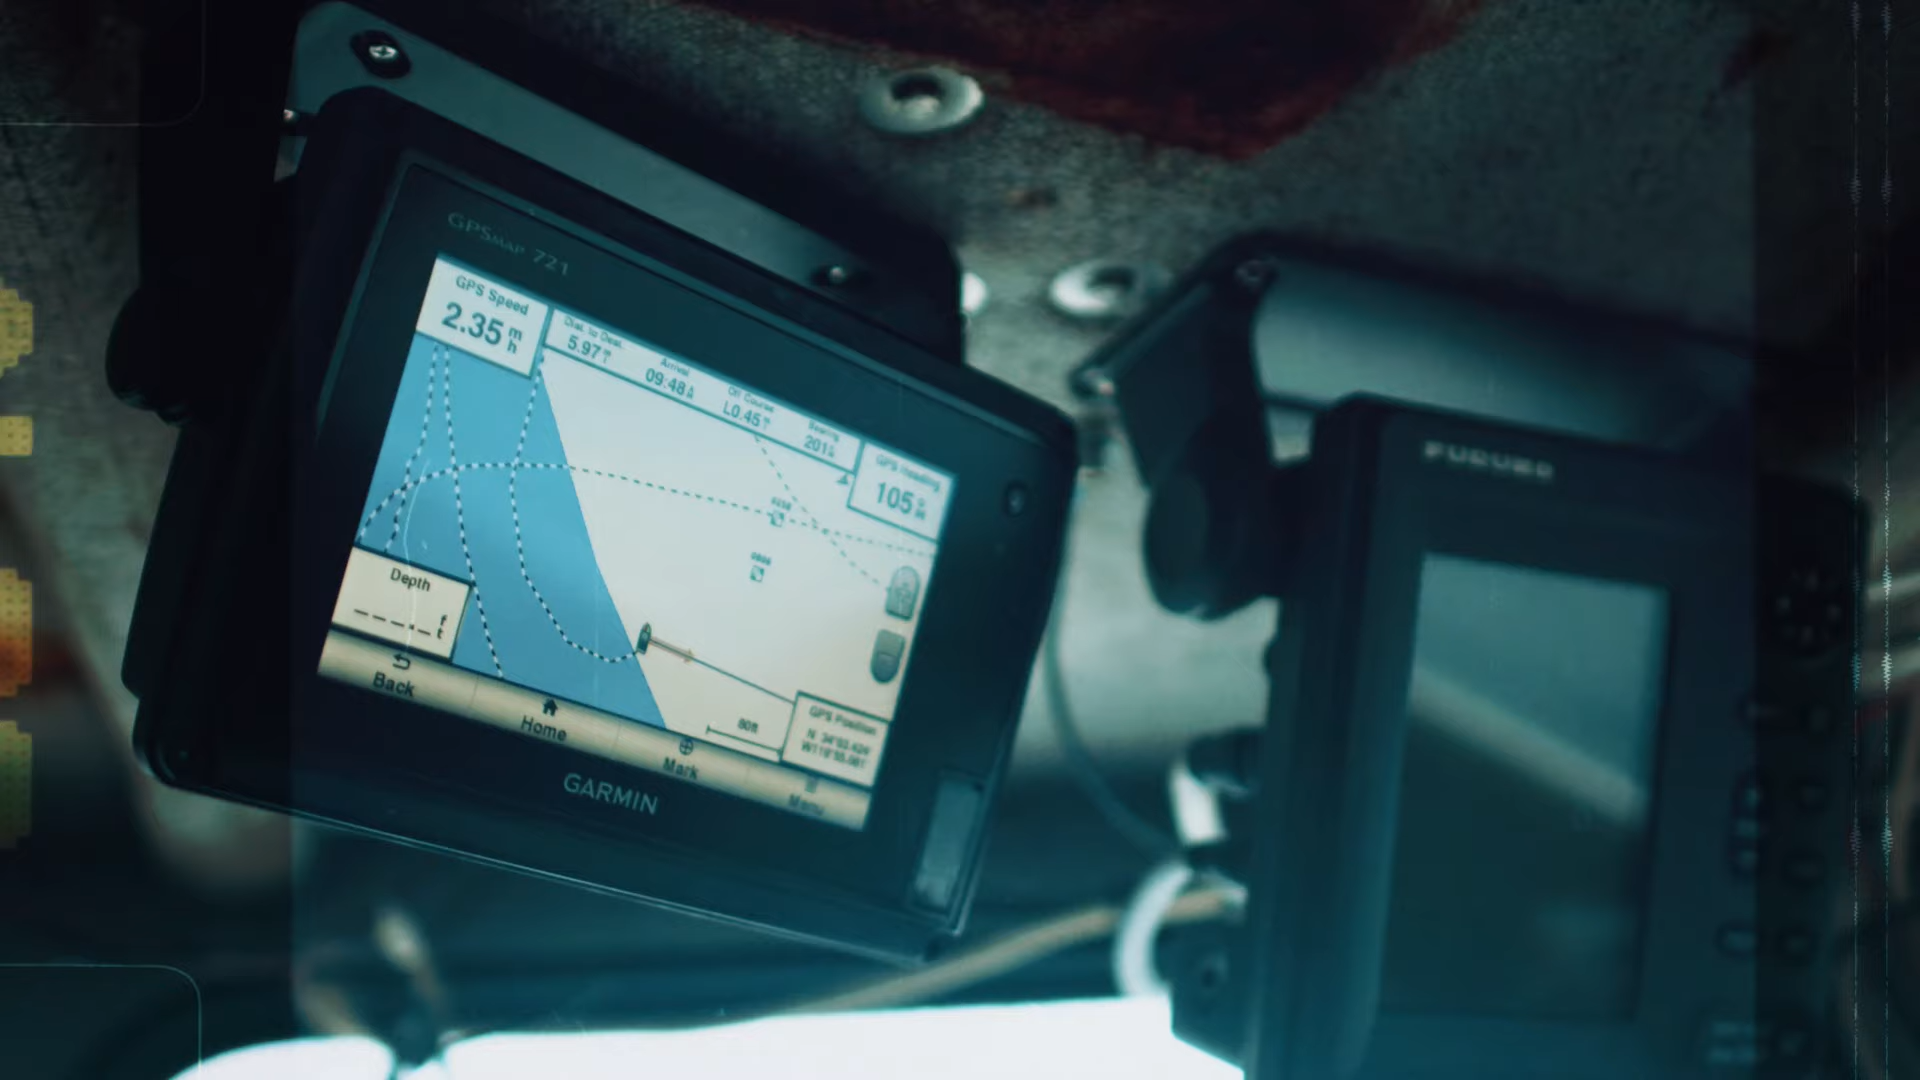 GPSMAP 721
GPS Speed
2.35 m h
Dist. to Dest.
5.97
Arrival
09:48
Off Course
L0.45
Bearing
201
GPS Heading
105
Depth
----.- f t
80ft
GPS Position
Back
Home
Mark
Menu
GARMIN
FURUNO